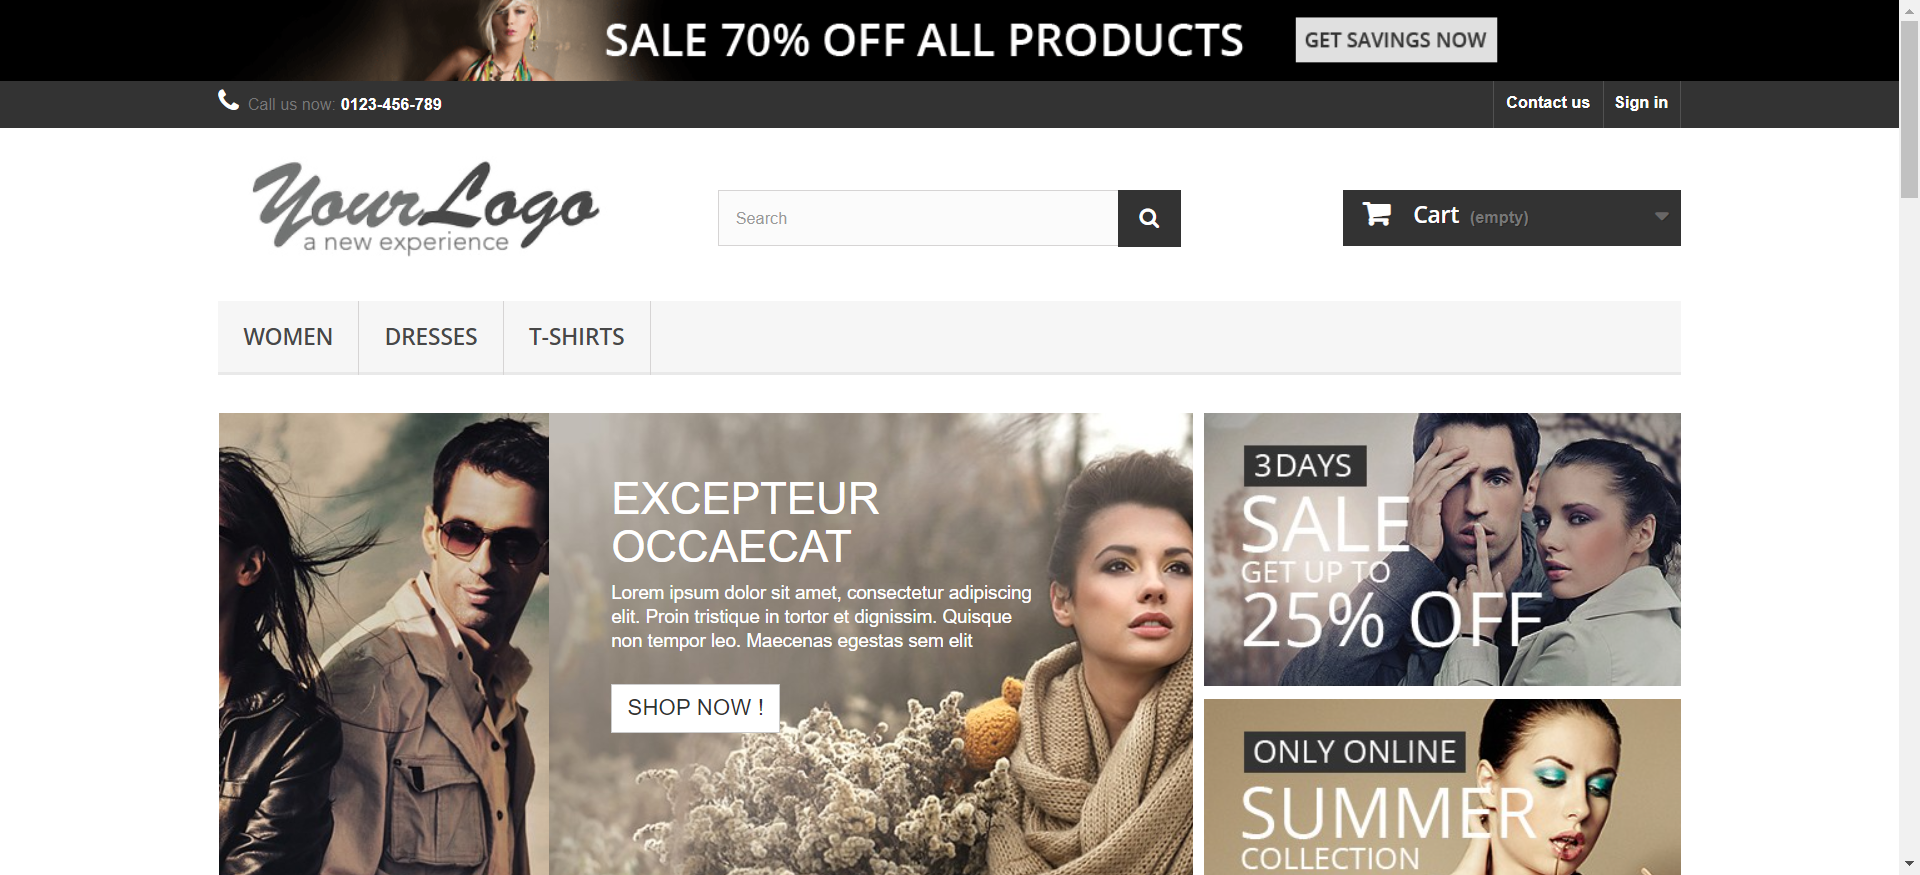 SALE 70% OFF ALL PRODUCTS
GET SAVINGS NOW
Call us now: 0123-456-789
Contact us
Sign in
YourLogo
a new experience
Search
Cart (empty)
WOMEN
DRESSES
T-SHIRTS
EXCEPTEUR
OCCAECAT
Lorem ipsum dolor sit amet, consectetur adipiscing
elit. Proin tristique in tortor et dignissim. Quisque
non tempor leo. Maecenas egestas sem elit
SHOP NOW !
3 DAYS
SALE
GET UP TO
25% OFF
ONLY ONLINE
SUMMER
COLLECTION